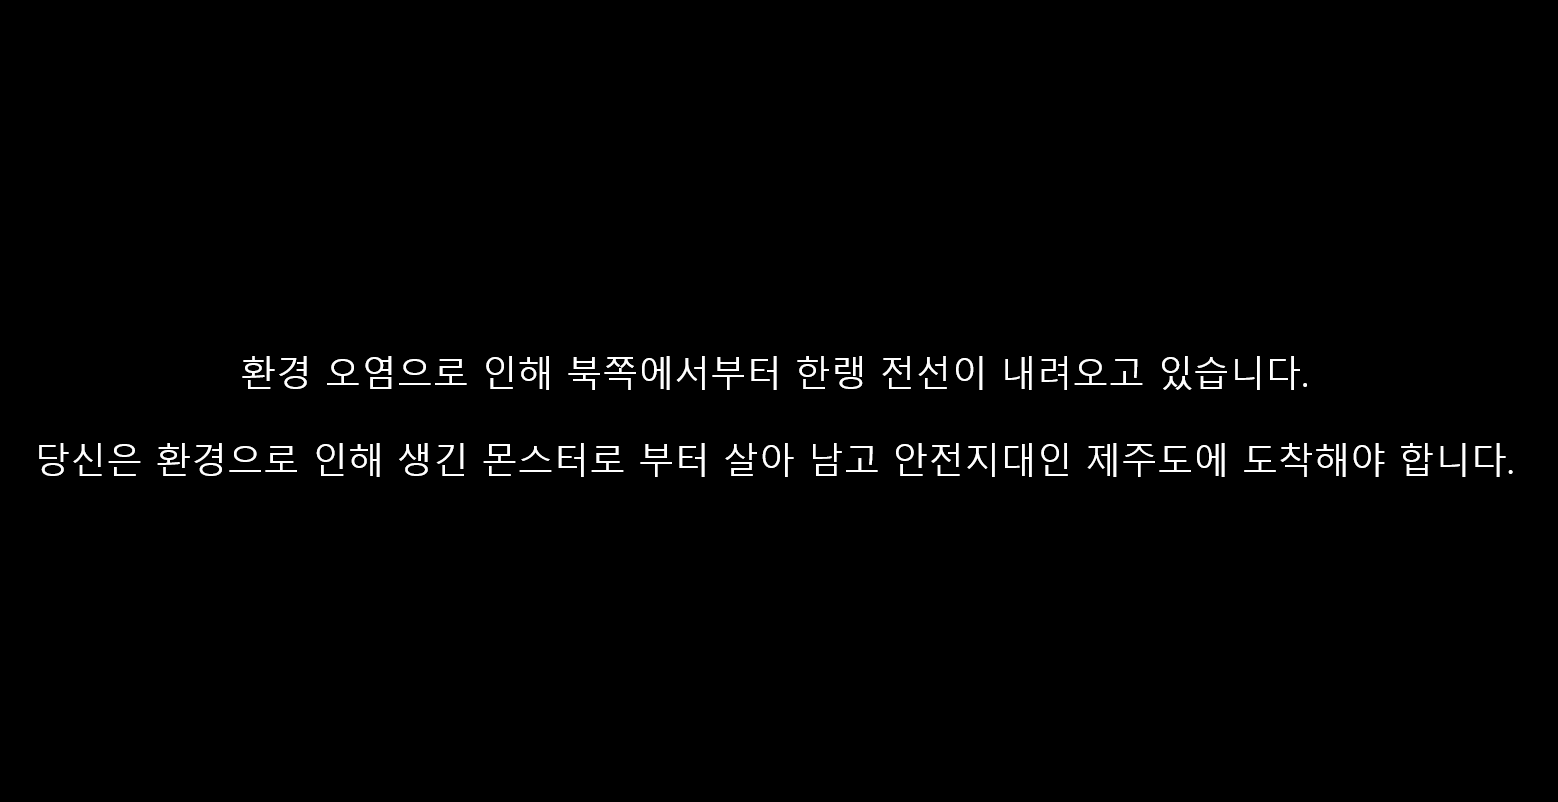 환경 오염으로 인해 북쪽에서부터 한랭 전선이 내려오고 있습니다.
당신은 환경으로 인해 생긴 몬스터로 부터 살아 남고 안전지대인 제주도에 도착해야 합니다.